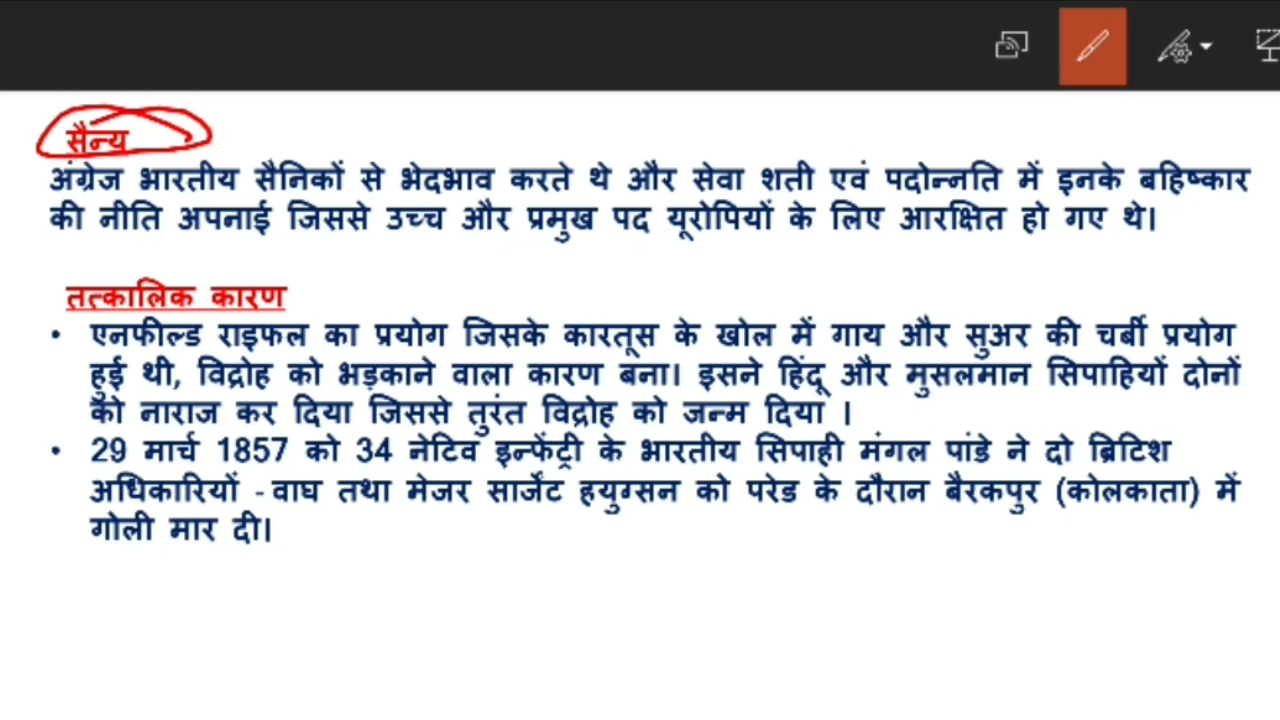 सैन्य
अंग्रेज भारतीय सैनिकों से भेदभाव करते थे और सेवा शर्ती एवं पदोन्नति में इनके बहिष्कार
की नीति अपनाई जिससे उच्च और प्रमुख पद यूरोपियों के लिए आरक्षित हो गए थे।
तत्कालिक कारण
• एनफील्ड राइफल का प्रयोग जिसके कारतूस के खोल में गाय और सुअर की चर्बी प्रयोग
हुई थी, विद्रोह को भड़काने वाला कारण बना। इसने हिंदू और मुसलमान सिपाहियों दोनों
को नाराज कर दिया जिससे तुरंत विद्रोह को जन्म दिया ।
• 29 मार्च 1857 को 34 नेटिव इन्फेंट्री के भारतीय सिपाही मंगल पांडे ने दो ब्रिटिश
अधिकारियों - वाघ तथा मेजर सार्जेंट हयुग्सन को परेड के दौरान बैरकपुर (कोलकाता) में
गोली मार दी।